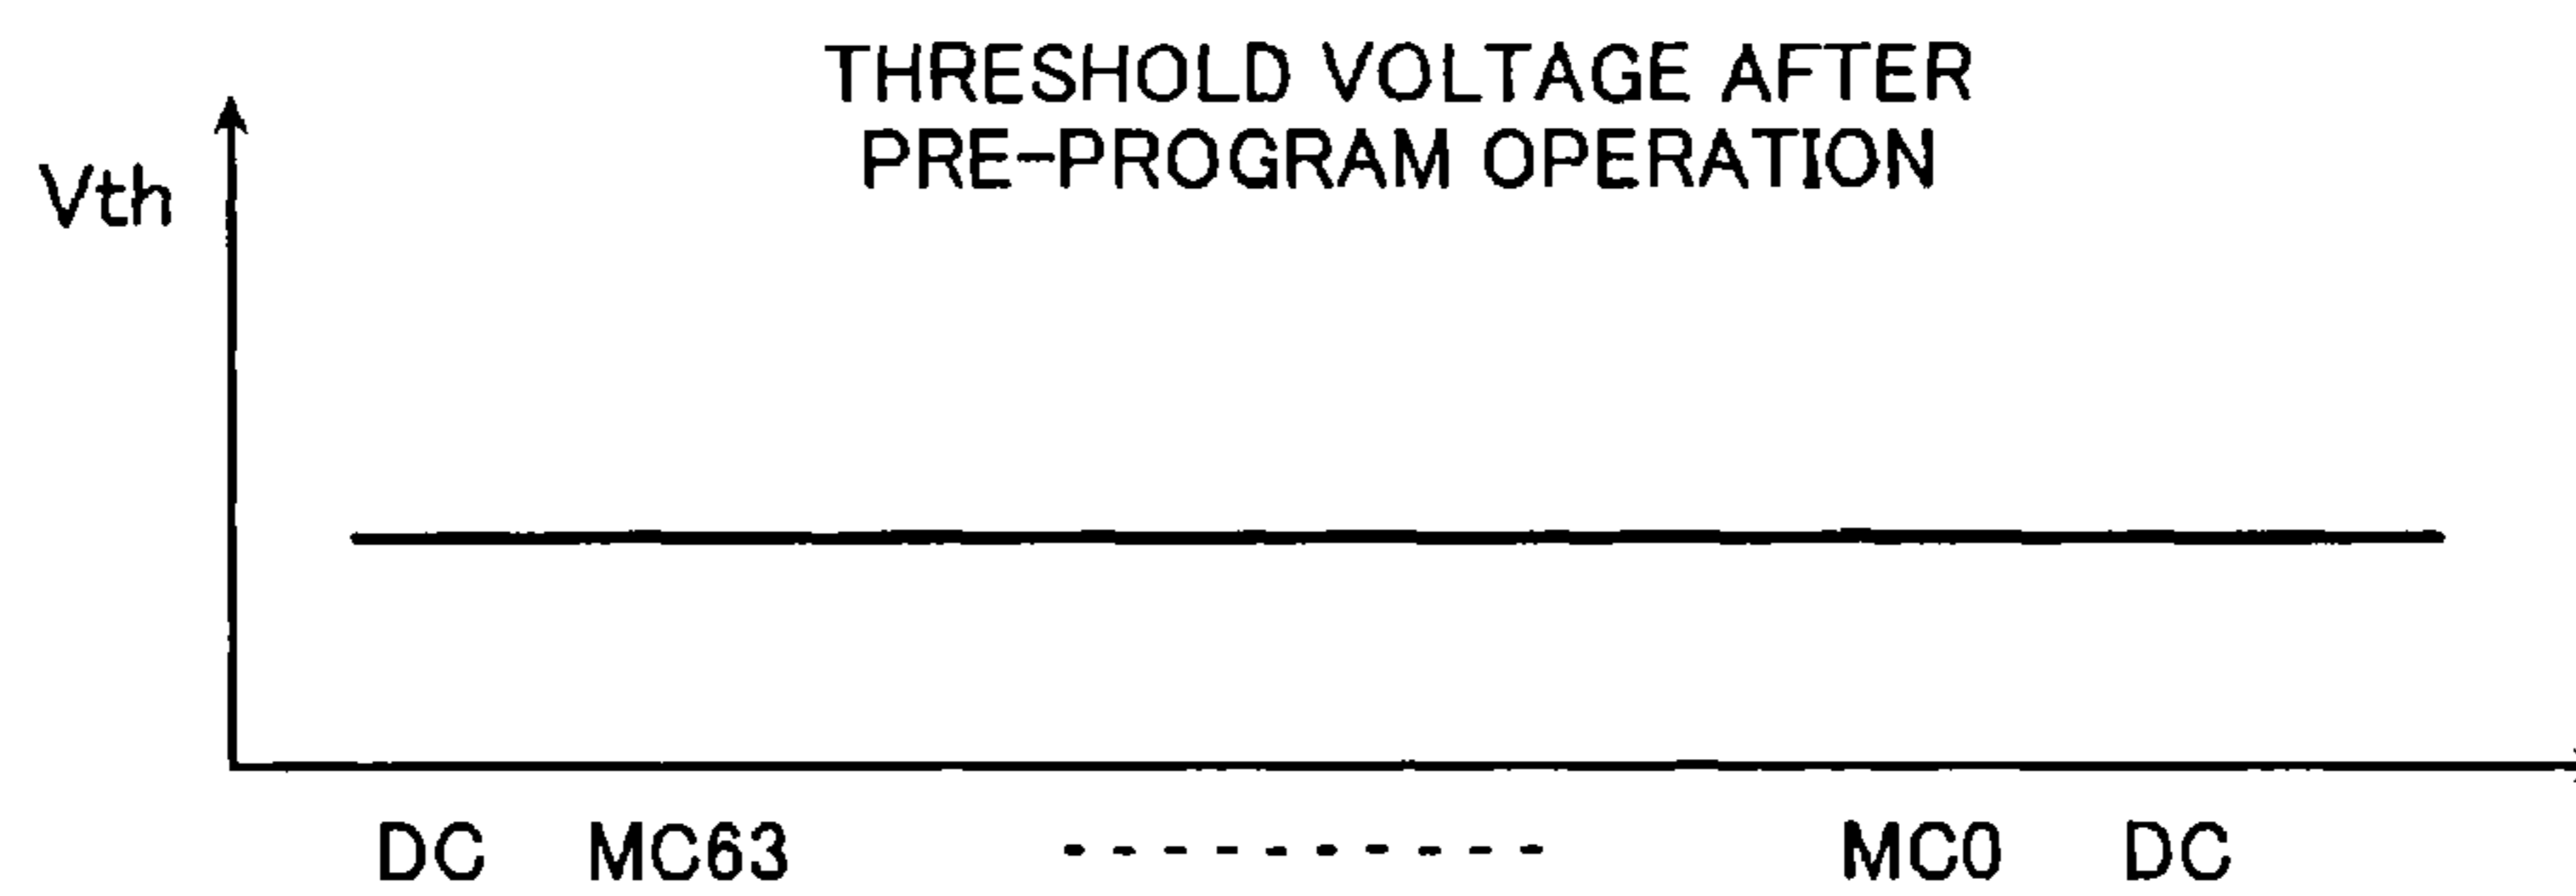 THRESHOLD VOLTAGE AFTER
PRE-PROGRAM OPERATION
Vth
DC MC63 ---------- MC0 DC